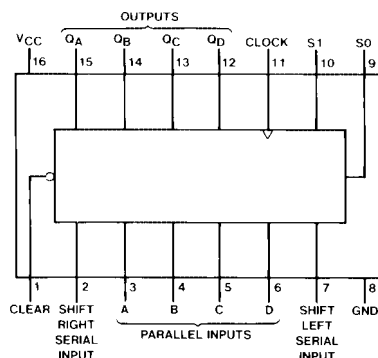 OUTPUTS
VCC QA QB QC QD CLOCK S1 S0
16 15 14 13 12 11 10 9
1 2 3 4 5 6 7 8
CLEAR SHIFT RIGHT SERIAL INPUT A B C D SHIFT LEFT SERIAL INPUT GND
PARALLEL INPUTS